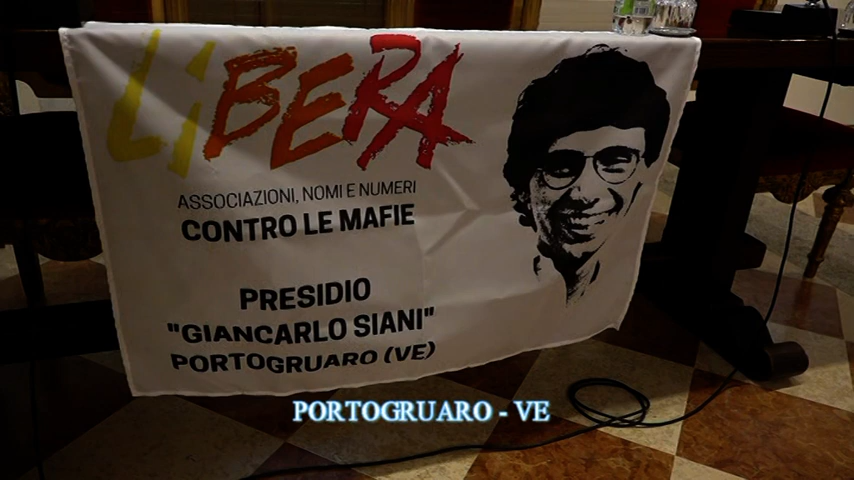 LiBERA
ASSOCIAZIONI, NOMI E NUMERI
CONTRO LE MAFIE
PRESIDIO
"GIANCARLO SIANI"
PORTOGRUARO (VE)
PORTOGRUARO - VE